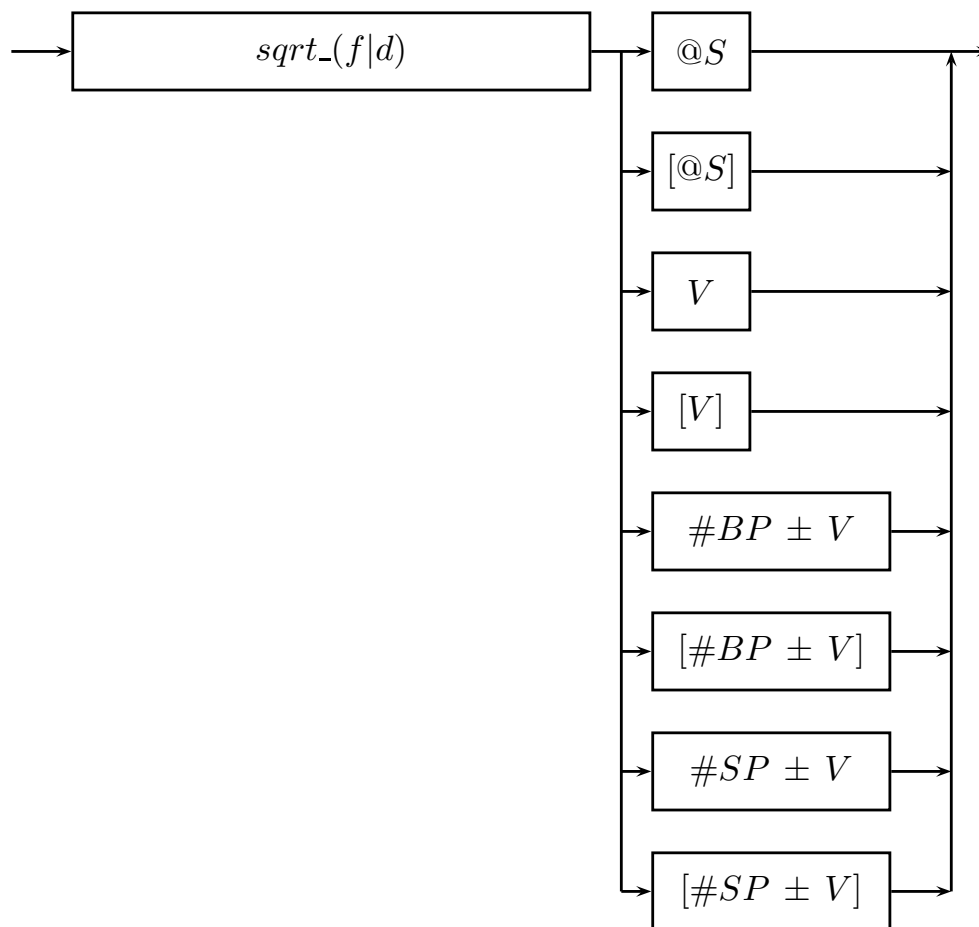 sqrt_(f|d) @S
[@S]
V
[V]
#BP ± V
[#BP ± V]
#SP ± V
[#SP ± V]